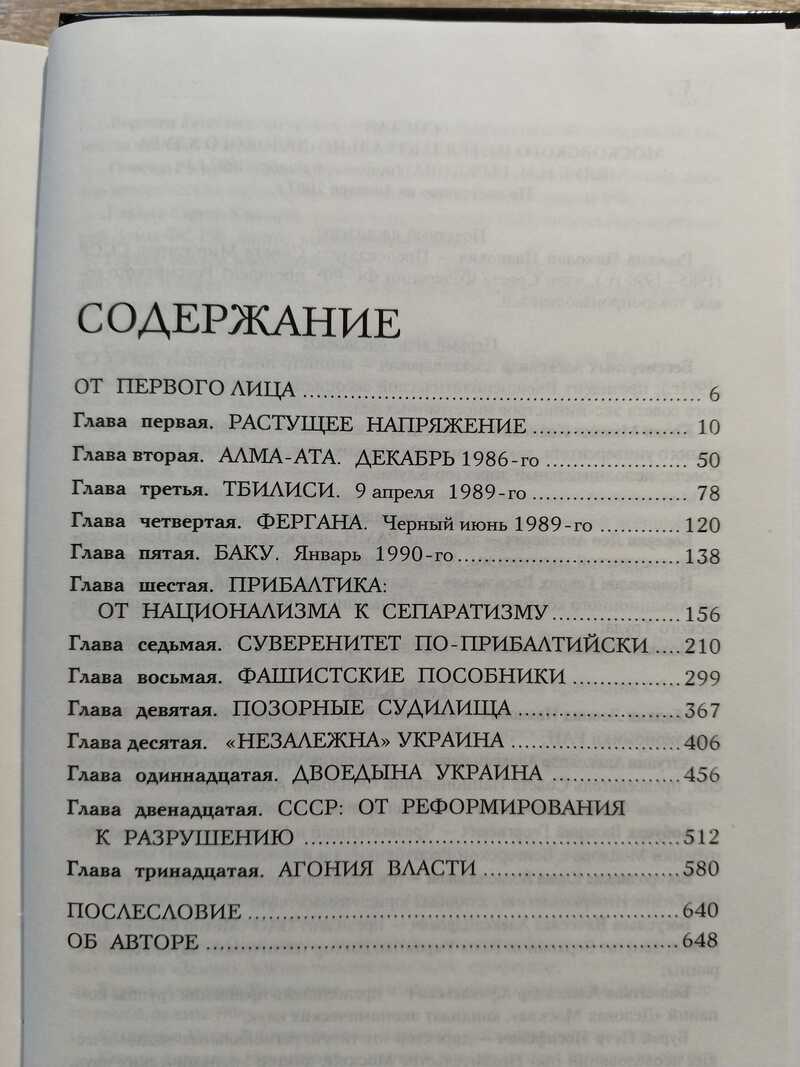 СОДЕРЖАНИЕ
ОТ ПЕРВОГО ЛИЦА ........ 6
Глава первая. РАСТУЩЕЕ НАПРЯЖЕНИЕ ........ 10
Глава вторая. АЛМА-АТА. ДЕКАБРЬ 1986-го ........ 50
Глава третья. ТБИЛИСИ. 9 апреля 1989-го ........ 78
Глава четвертая. ФЕРГАНА. Черный июнь 1989-го ........ 120
Глава пятая. БАКУ. Январь 1990-го ........ 138
Глава шестая. ПРИБАЛТИКА:
ОТ НАЦИОНАЛИЗМА К СЕПАРАТИЗМУ ........ 156
Глава седьмая. СУВЕРЕНИТЕТ ПО-ПРИБАЛТИЙСКИ .... 210
Глава восьмая. ФАШИСТСКИЕ ПОСОБНИКИ ........ 299
Глава девятая. ПОЗОРНЫЕ СУДИЛИЩА ........ 367
Глава десятая. «НЕЗАЛЕЖНА» УКРАИНА ........ 406
Глава одиннадцатая. ДВОЕДЫНА УКРАИНА ........ 456
Глава двенадцатая. СССР: ОТ РЕФОРМИРОВАНИЯ
К РАЗРУШЕНИЮ ........ 512
Глава тринадцатая. АГОНИЯ ВЛАСТИ ........ 580
ПОСЛЕСЛОВИЕ ........ 640
ОБ АВТОРЕ ........ 648